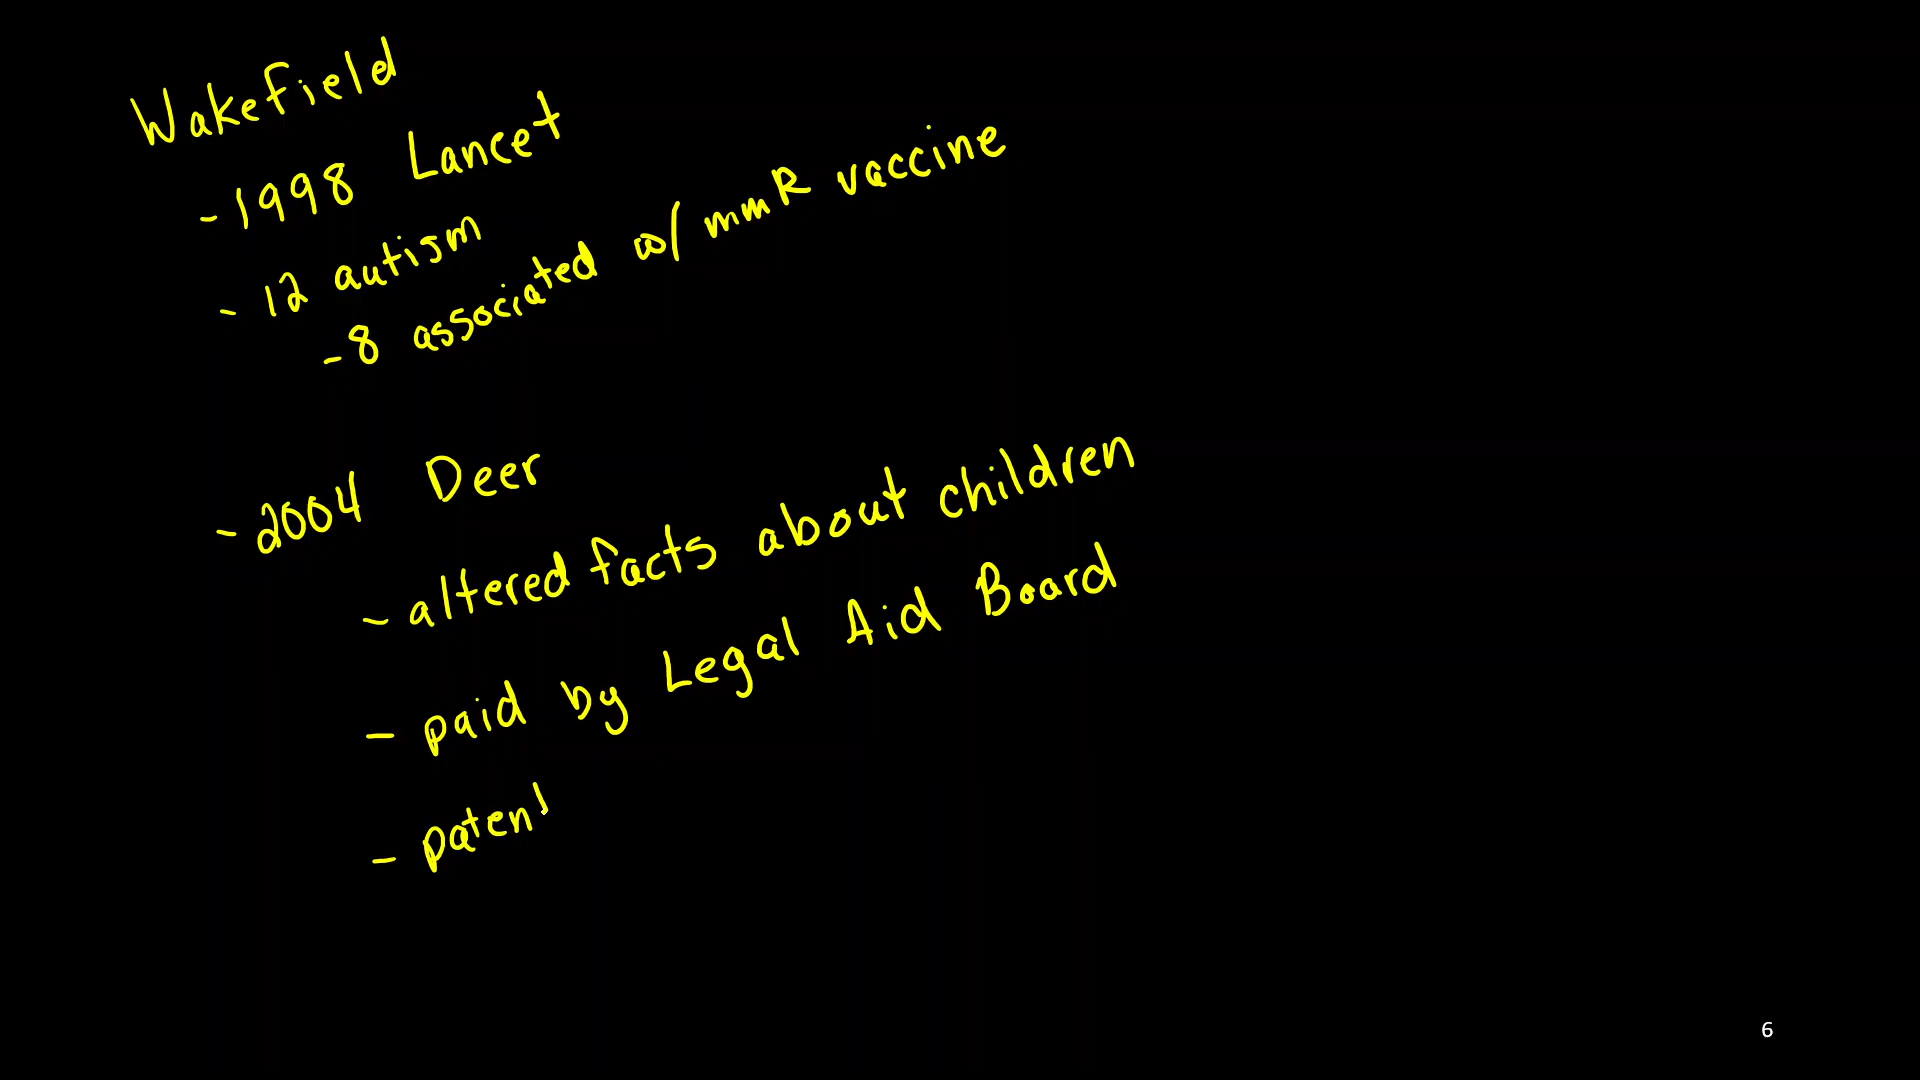 Wakefield
- 1998 Lancet
- 12 autism
- 8 associated w/ mmR vaccine
- 2004 Deer
- altered facts about children
- paid by Legal Aid Board
- paten
6